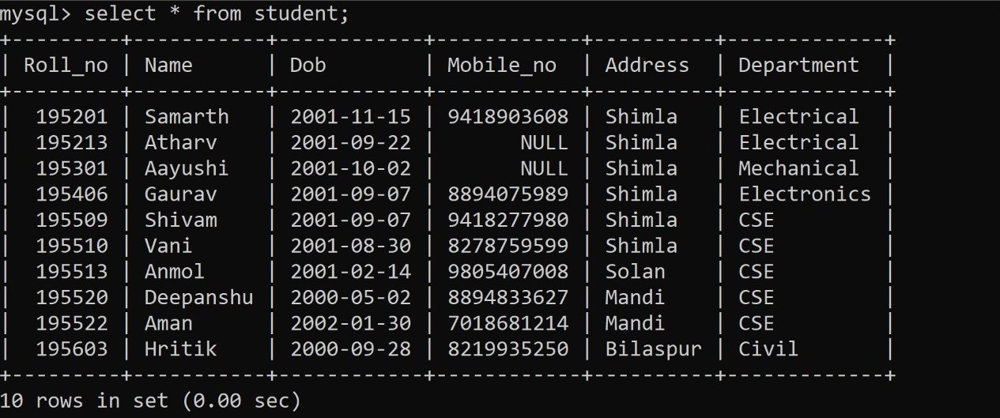 mysql> select * from student;
+---------+-----------+------------+------------+----------+-------------+
| Roll_no | Name      | Dob        | Mobile_no  | Address  | Department  |
+---------+-----------+------------+------------+----------+-------------+
|  195201 | Samarth   | 2001-11-15 | 9418903608 | Shimla   | Electrical  |
|  195213 | Atharv    | 2001-09-22 |       NULL | Shimla   | Electrical  |
|  195301 | Aayushi   | 2001-10-02 |       NULL | Shimla   | Mechanical  |
|  195406 | Gaurav    | 2001-09-07 | 8894075989 | Shimla   | Electronics |
|  195509 | Shivam    | 2001-09-07 | 9418277980 | Shimla   | CSE         |
|  195510 | Vani      | 2001-08-30 | 8278759599 | Shimla   | CSE         |
|  195513 | Anmol     | 2001-02-14 | 9805407008 | Solan    | CSE         |
|  195520 | Deepanshu | 2000-05-02 | 8894833627 | Mandi    | CSE         |
|  195522 | Aman      | 2002-01-30 | 7018681214 | Mandi    | CSE         |
|  195603 | Hritik    | 2000-09-28 | 8219935250 | Bilaspur | Civil       |
+---------+-----------+------------+------------+----------+-------------+
10 rows in set (0.00 sec)